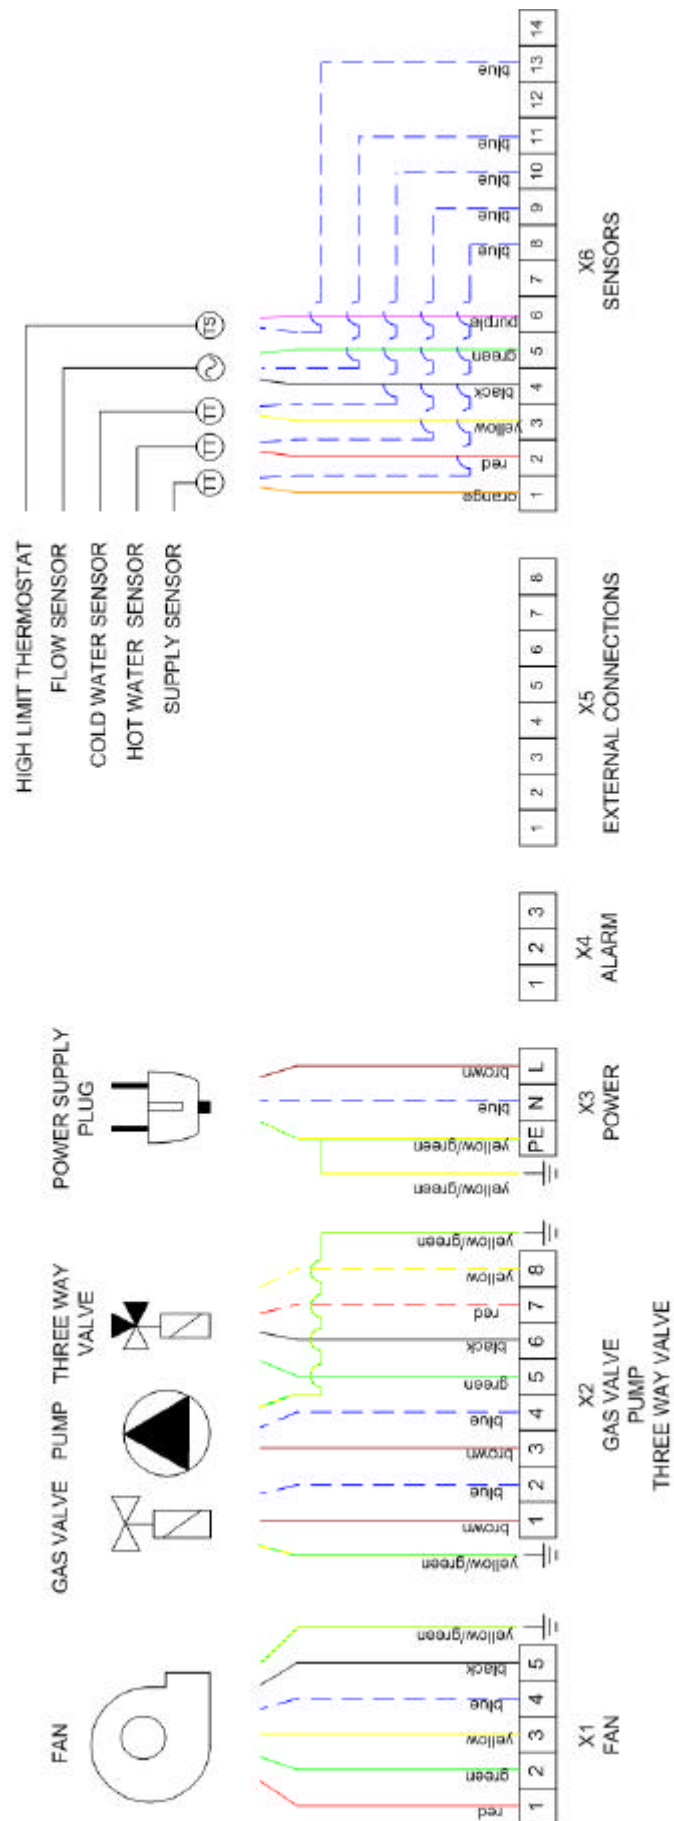 FAN
GAS VALVE
PUMP
THREE WAY
VALVE
POWER SUPPLY
PLUG
HIGH LIMIT THERMOSTAT
FLOW SENSOR
COLD WATER SENSOR
HOT WATER SENSOR
SUPPLY SENSOR
TT
TT
TT
TS
red
green
yellow
blue
black
yellow/green
1 2 3 4 5
X1
FAN
yellow/green
brown
blue
brown
blue
green
black
red
yellow
yellow/green
1 2 3 4 5 6 7 8
X2
GAS VALVE
PUMP
THREE WAY VALVE
yellow/green
yellow/green
blue
brown
PE N L
X3
POWER
1 2 3
X4
ALARM
1 2 3 4 5 6 7 8
X5
EXTERNAL CONNECTIONS
orange
red
yellow
black
green
purple
blue
blue
blue
blue
blue
1 2 3 4 5 6 7 8 9 10 11 12 13 14
X6
SENSORS